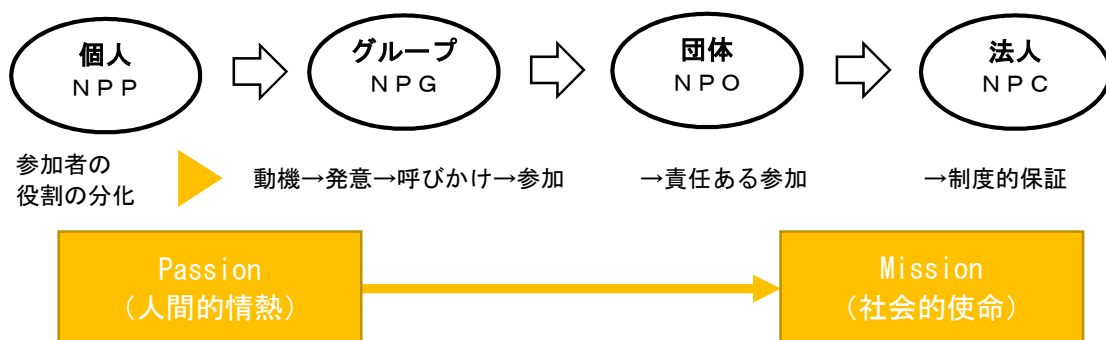 個人
ＮＰＰ
グループ
ＮＰＧ
団体
ＮＰＯ
法人
ＮＰＣ
参加者の
役割の分化
動機→発意→呼びかけ→参加
→責任ある参加
→制度的保証
Passion
（人間的情熱）
Mission
（社会的使命）